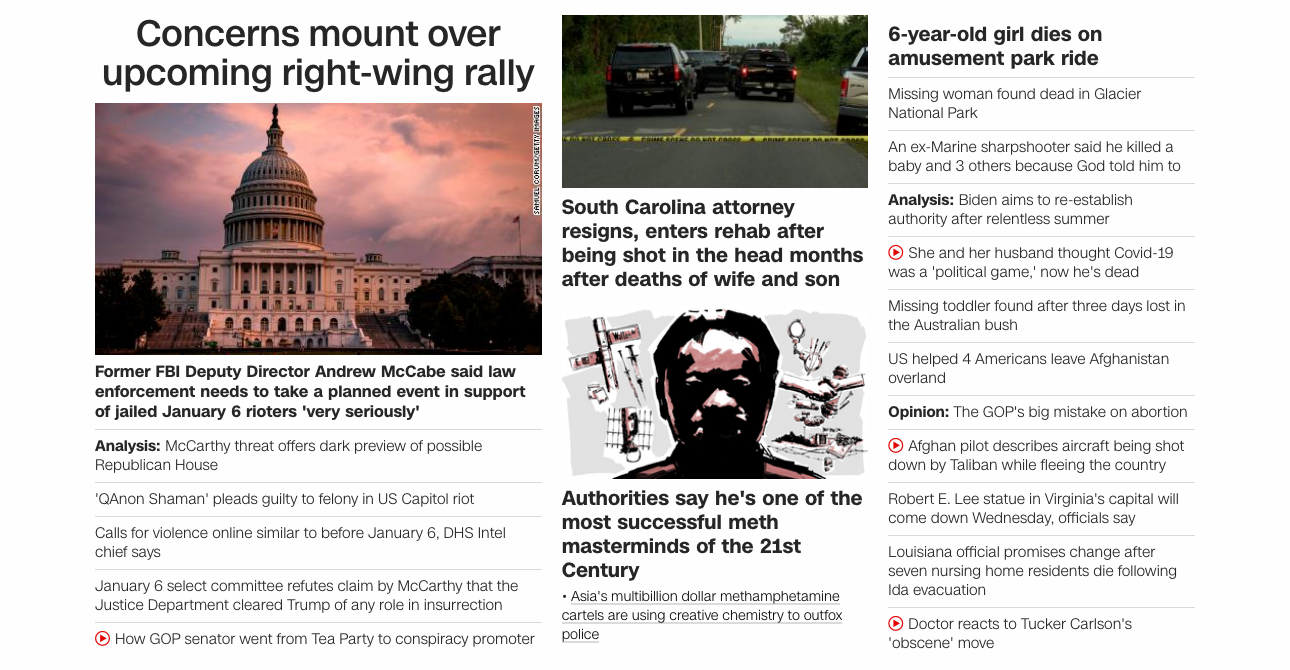 Concerns mount over
upcoming right-wing rally
SAMUEL CORUM/GETTY IMAGES
Former FBI Deputy Director Andrew McCabe said law
enforcement needs to take a planned event in support
of jailed January 6 rioters 'very seriously'
Analysis: McCarthy threat offers dark preview of possible
Republican House
'QAnon Shaman' pleads guilty to felony in US Capitol riot
Calls for violence online similar to before January 6, DHS Intel
chief says
January 6 select committee refutes claim by McCarthy that the
Justice Department cleared Trump of any role in insurrection
How GOP senator went from Tea Party to conspiracy promoter
CRIME SCENE DO NOT CROSS
South Carolina attorney
resigns, enters rehab after
being shot in the head months
after deaths of wife and son
Authorities say he's one of the
most successful meth
masterminds of the 21st
Century
• Asia's multibillion dollar methamphetamine
cartels are using creative chemistry to outfox
police
6-year-old girl dies on
amusement park ride
Missing woman found dead in Glacier
National Park
An ex-Marine sharpshooter said he killed a
baby and 3 others because God told him to
Analysis: Biden aims to re-establish
authority after relentless summer
She and her husband thought Covid-19
was a 'political game,' now he's dead
Missing toddler found after three days lost in
the Australian bush
US helped 4 Americans leave Afghanistan
overland
Opinion: The GOP's big mistake on abortion
Afghan pilot describes aircraft being shot
down by Taliban while fleeing the country
Robert E. Lee statue in Virginia's capital will
come down Wednesday, officials say
Louisiana official promises change after
seven nursing home residents die following
Ida evacuation
Doctor reacts to Tucker Carlson's
'obscene' move